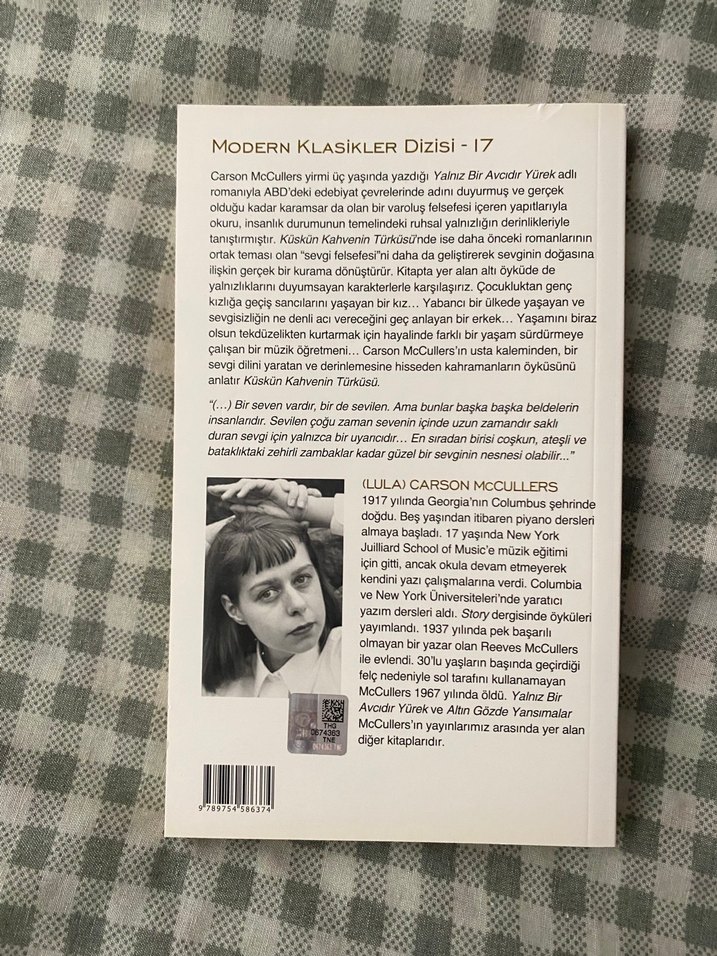 MODERN KLASİKLER DİZİSİ - 17
Carson McCullers yirmi üç yaşında yazdığı Yalnız Bir Avcıdır Yürek adlı
romanıyla ABD'deki edebiyat çevrelerinde adını duyurmuş ve gerçek
olduğu kadar karamsar da olan bir varoluş felsefesi içeren yapıtlarıyla
okuru, insanlık durumunun temelindeki ruhsal yalnızlığın derinlikleriyle
tanıştırmıştır. Küskün Kahvenin Türküsü'nde ise daha önceki romanlarının
ortak teması olan "sevgi felsefesi"ni daha da geliştirerek sevginin doğasına
ilişkin gerçek bir kurama dönüştürür. Kitapta yer alan altı öyküde de
yalnızlıklarını duyumsayan karakterlerle karşılaşırız. Çocukluktan genç
kızlığa geçiş sancılarını yaşayan bir kız... Yabancı bir ülkede yaşayan ve
sevgisizliğin ne denli acı vereceğini geç anlayan bir erkek... Yaşamını biraz
olsun tekdüzelikten kurtarmak için hayalinde farklı bir yaşam sürdürmeye
çalışan bir müzik öğretmeni... Carson McCullers'ın usta kaleminden, bir
sevgi dilini yaratan ve derinlemesine hisseden kahramanların öyküsünü
anlatır Küskün Kahvenin Türküsü.
"(...) Bir seven vardır, bir de sevilen. Ama bunlar başka başka beldelerin
insanlarıdır. Sevilen çoğu zaman sevenin içinde uzun zamandır saklı
duran sevgi için yalnızca bir uyarıcıdır... En sıradan birisi coşkun, ateşli ve
bataklıktaki zehirli zambaklar kadar güzel bir sevginin nesnesi olabilir..."
(LULA) CARSON MCCULLERS
1917 yılında Georgia'nın Columbus şehrinde
doğdu. Beş yaşından itibaren piyano dersleri
almaya başladı. 17 yaşında New York
Juilliard School of Music'e müzik eğitimi
için gitti, ancak okula devam etmeyerek
kendini yazı çalışmalarına verdi. Columbia
ve New York Üniversiteleri'nde yaratıcı
yazım dersleri aldı. Story dergisinde öyküleri
yayımlandı. 1937 yılında pek başarılı
olmayan bir yazar olan Reeves McCullers
ile evlendi. 30'lu yaşların başında geçirdiği
felç nedeniyle sol tarafını kullanamayan
McCullers 1967 yılında öldü. Yalnız Bir
Avcıdır Yürek ve Altın Gözde Yansımalar
McCullers'ın yayınlarımız arasında yer alan
diğer kitaplarıdır.
THG
0674363
TNE
0674363 TNE
9 789754 586374